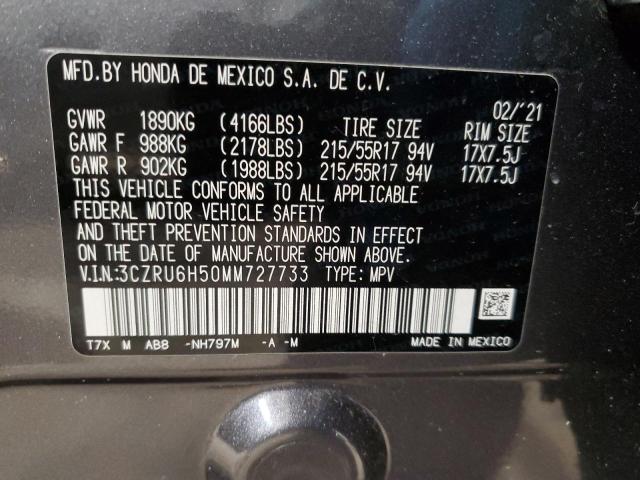 MFD.BY HONDA DE MEXICO S.A. DE C.V.
02/'21
GVWR 1890KG (4166LBS) TIRE SIZE RIM SIZE
GAWR F 988KG (2178LBS) 215/55R17 94V 17X7.5J
GAWR R 902KG (1988LBS) 215/55R17 94V 17X7.5J
THIS VEHICLE CONFORMS TO ALL APPLICABLE
FEDERAL MOTOR VEHICLE SAFETY
AND THEFT PREVENTION STANDARDS IN EFFECT
ON THE DATE OF MANUFACTURE SHOWN ABOVE.
V.I.N.:3CZRU6H50MM727733 TYPE: MPV
T7X M AB8 -NH797M -A -M
MADE IN MEXICO